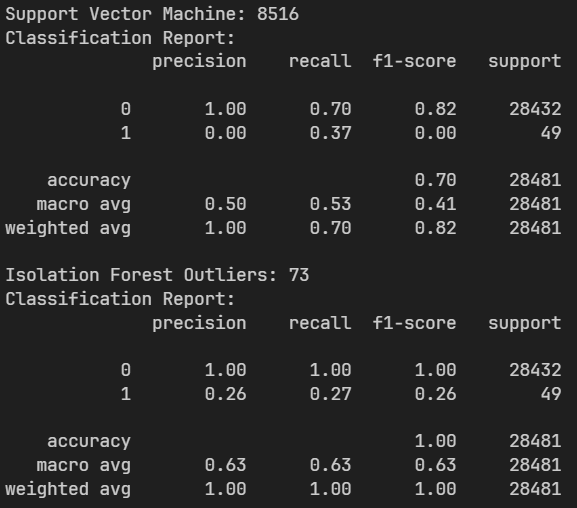 Support Vector Machine: 8516
Classification Report:
              precision    recall  f1-score   support

           0       1.00      0.70      0.82     28432
           1       0.00      0.37      0.00        49

    accuracy                           0.70     28481
   macro avg       0.50      0.53      0.41     28481
weighted avg       1.00      0.70      0.82     28481

Isolation Forest Outliers: 73
Classification Report:
              precision    recall  f1-score   support

           0       1.00      1.00      1.00     28432
           1       0.26      0.27      0.26        49

    accuracy                           1.00     28481
   macro avg       0.63      0.63      0.63     28481
weighted avg       1.00      1.00      1.00     28481